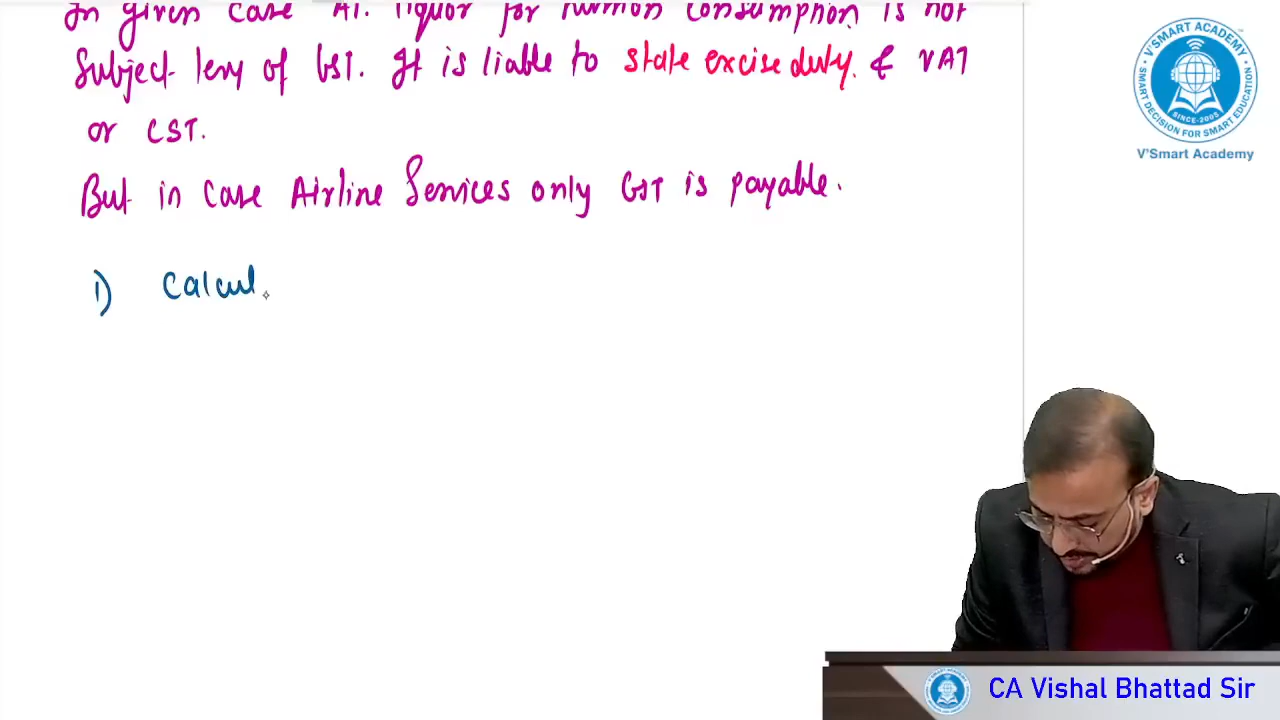 In given case Al. liquor for human consumption is not
Subject levy of GST. It is liable to state excise duty. & VAT
or CST.
But in case Airline Services only GST is payable.
1) Calcul
V'SMART ACADEMY
SINCE-2005
SMART DECISION FOR SMART EDUCATION
V'Smart Academy
CA Vishal Bhattad Sir